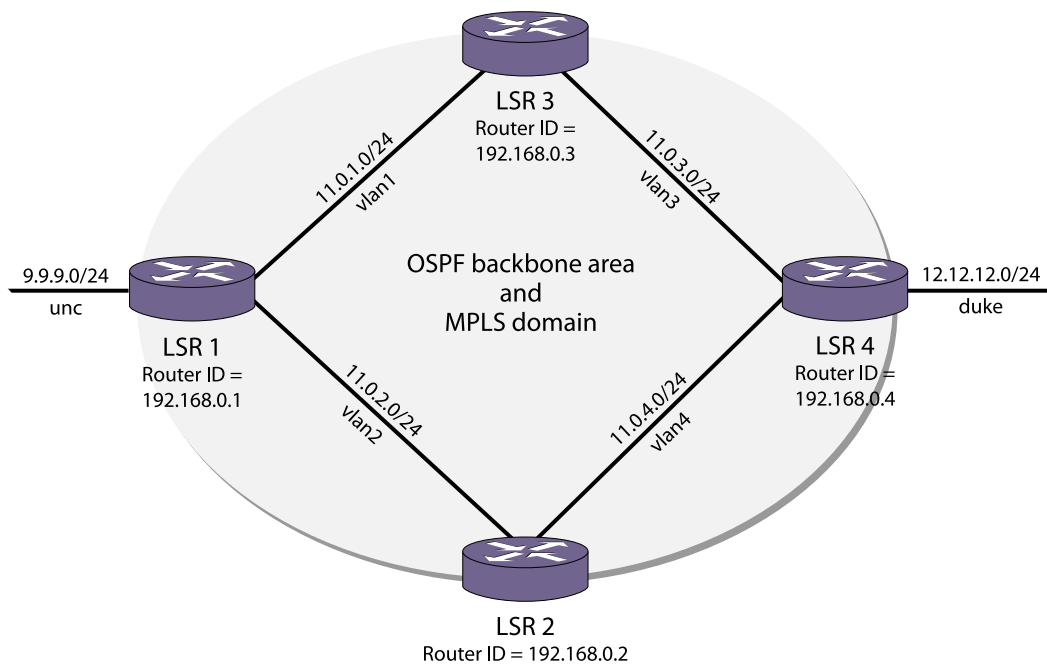 LSR 3
Router ID =
192.168.0.3
11.0.1.0/24
vlan1
11.0.3.0/24
vlan3
9.9.9.0/24
unc
OSPF backbone area
and
MPLS domain
12.12.12.0/24
duke
LSR 1
Router ID =
192.168.0.1
LSR 4
Router ID =
192.168.0.4
11.0.2.0/24
vlan2
11.0.4.0/24
vlan4
LSR 2
Router ID = 192.168.0.2